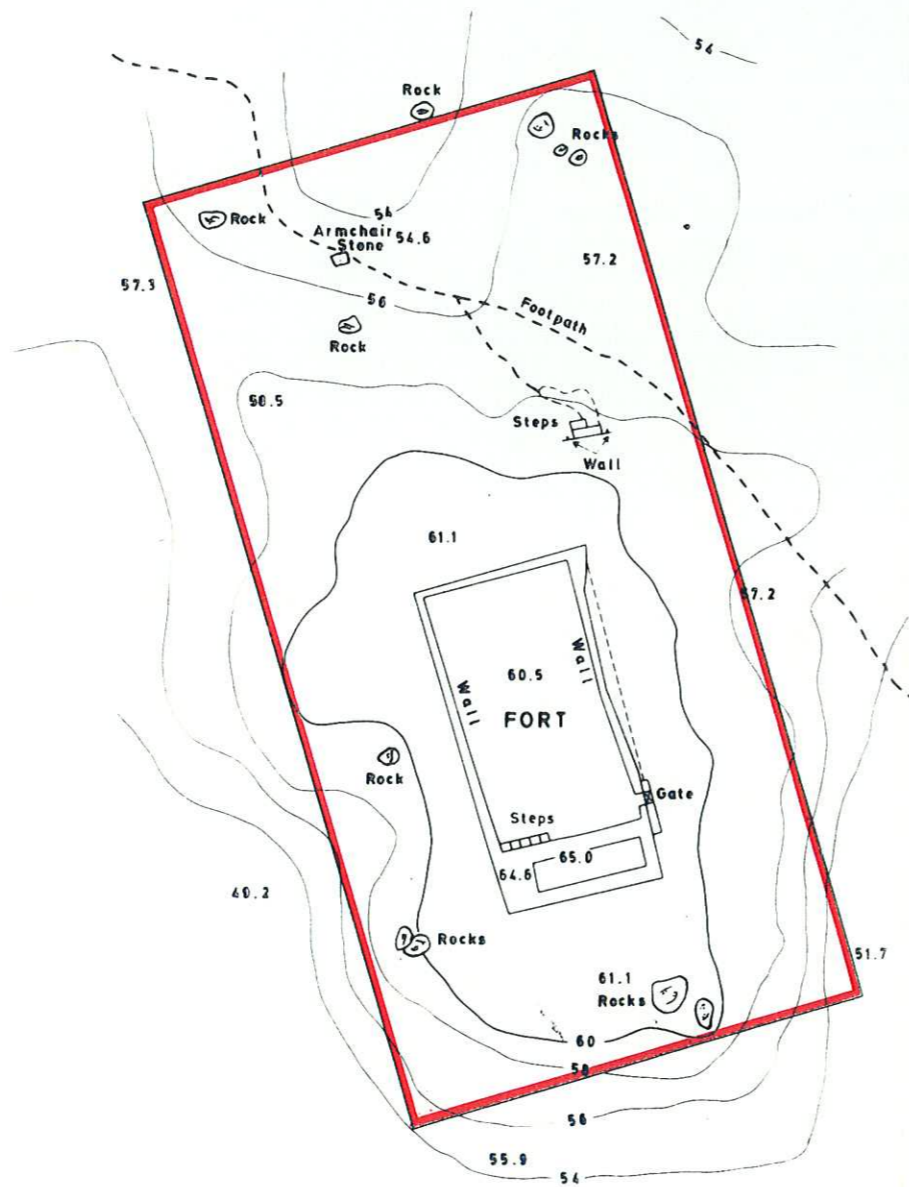 54
Rock
Rocks
Rock
54
Armchair
Stone
54.6
57.3
57.2
56
Footpath
Rock
58.5
Steps
Wall
61.1
57.2
Wall
Wall
60.5
FORT
Rock
Gate
Steps
65.0
64.6
49.2
Rocks
51.7
61.1
Rocks
60
58
56
55.9
54